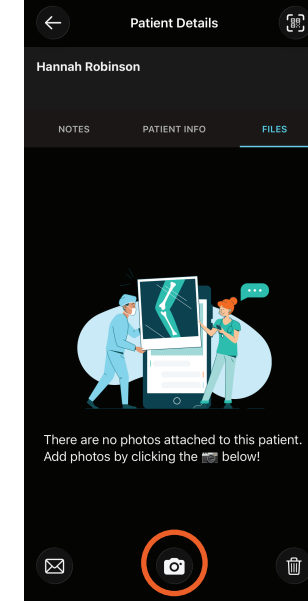 Patient Details
Hannah Robinson
NOTES PATIENT INFO FILES
There are no photos attached to this patient.
Add photos by clicking the 📷 below!